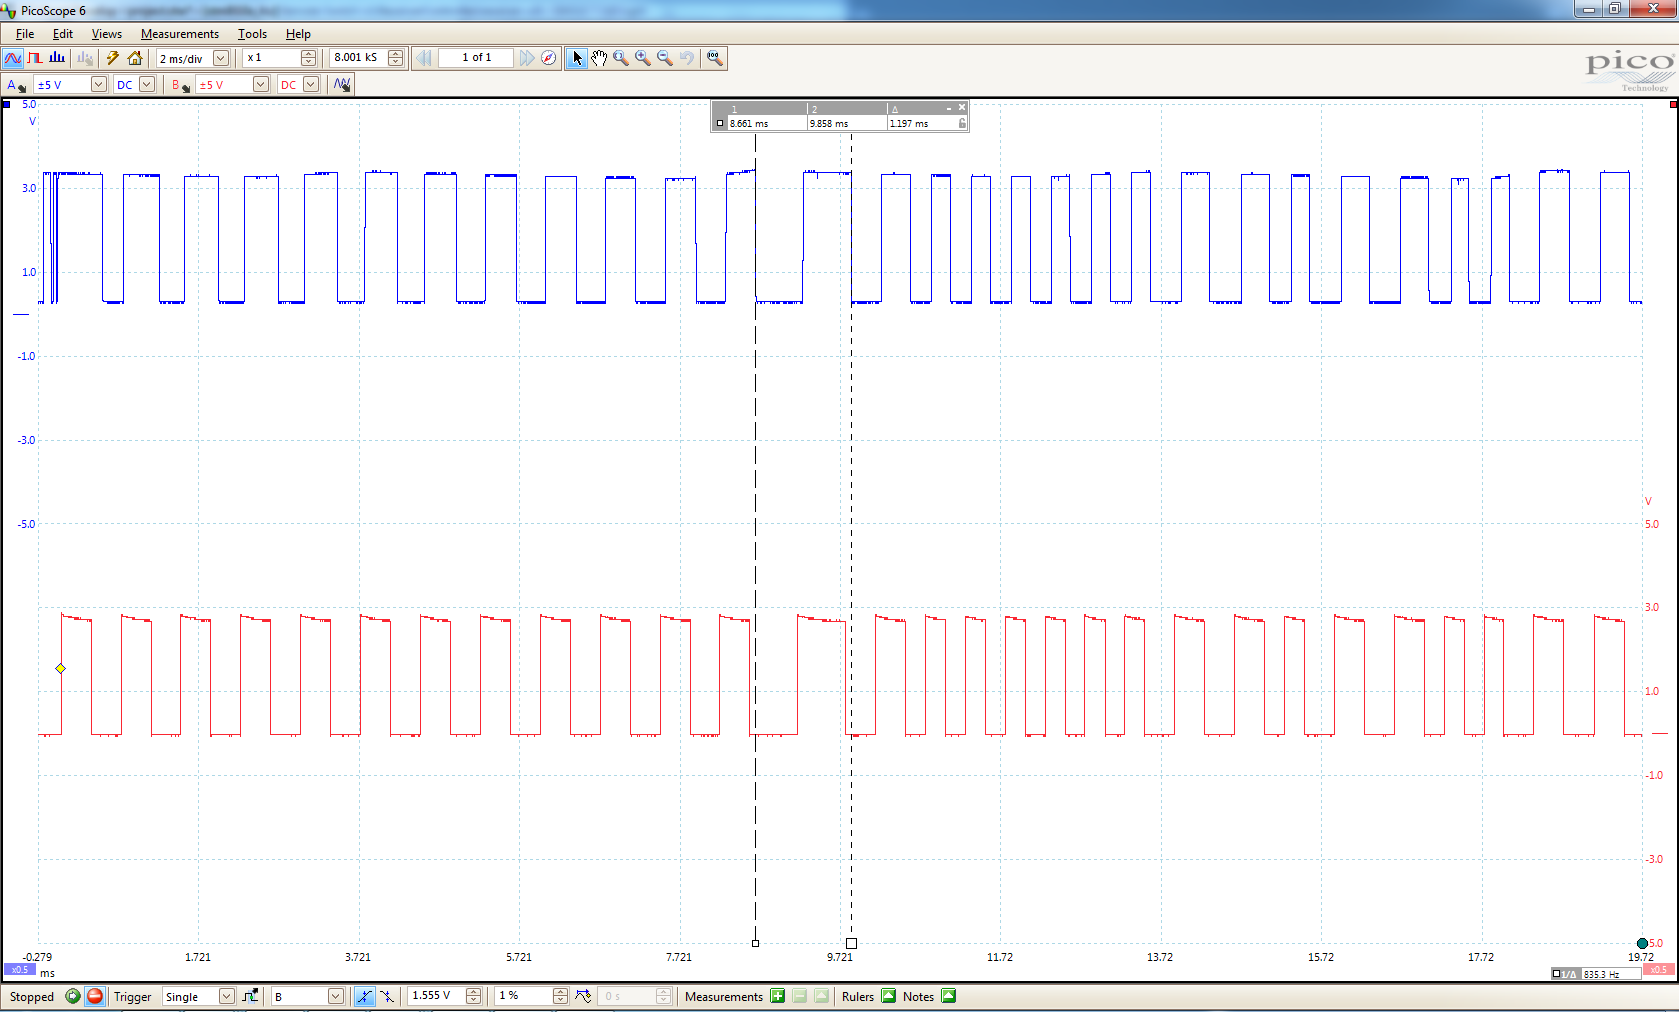 PicoScope 6
File Edit Views Measurements Tools Help
2 ms/div x 1 8.001 kS 1 of 1
pico
Technology
A ±5 V DC B ±5 V DC
1 2 Δ
8.661 ms 9.858 ms 1.197 ms
5.0
V
3.0
1.0
-1.0
-3.0
-5.0
V
5.0
3.0
1.0
-1.0
-3.0
-5.0
-0.279 1.721 3.721 5.721 7.721 9.721 11.72 13.72 15.72 17.72 19.72
x0.5 ms 1/Δ 835.3 Hz x0.5
Stopped Trigger Single B 1.555 V 1 % 0 s Measurements Rulers Notes